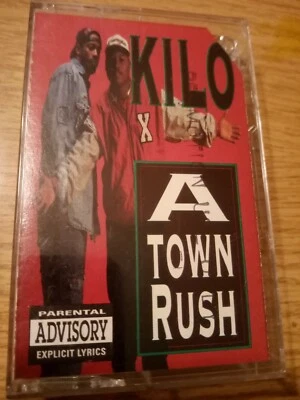 KILO
X
A
TOWN
RUSH
PARENTAL
ADVISORY
EXPLICIT LYRICS